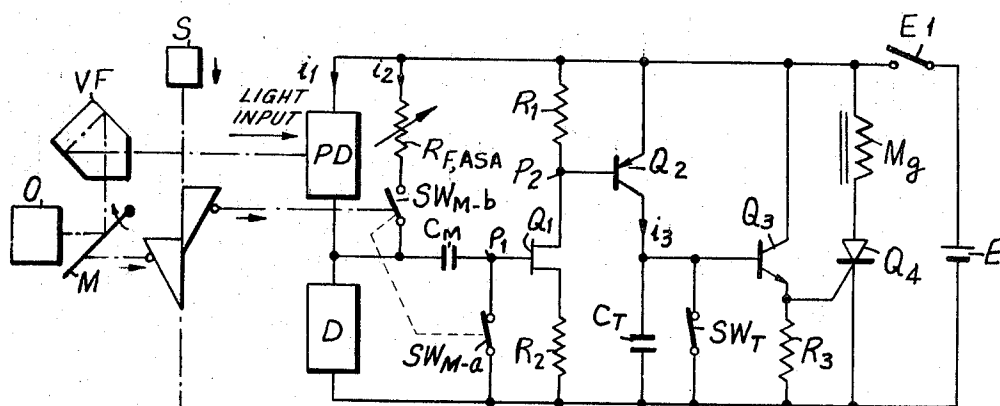 S
E1
VF
i1
i2
LIGHT
INPUT
R1
PD
RF,ASA
Mg
P2
Q2
SWM-b
O
CM
P1
Q1
i3
Q3
Q4
E
M
D
SWM-a
R2
CT
SWT
R3